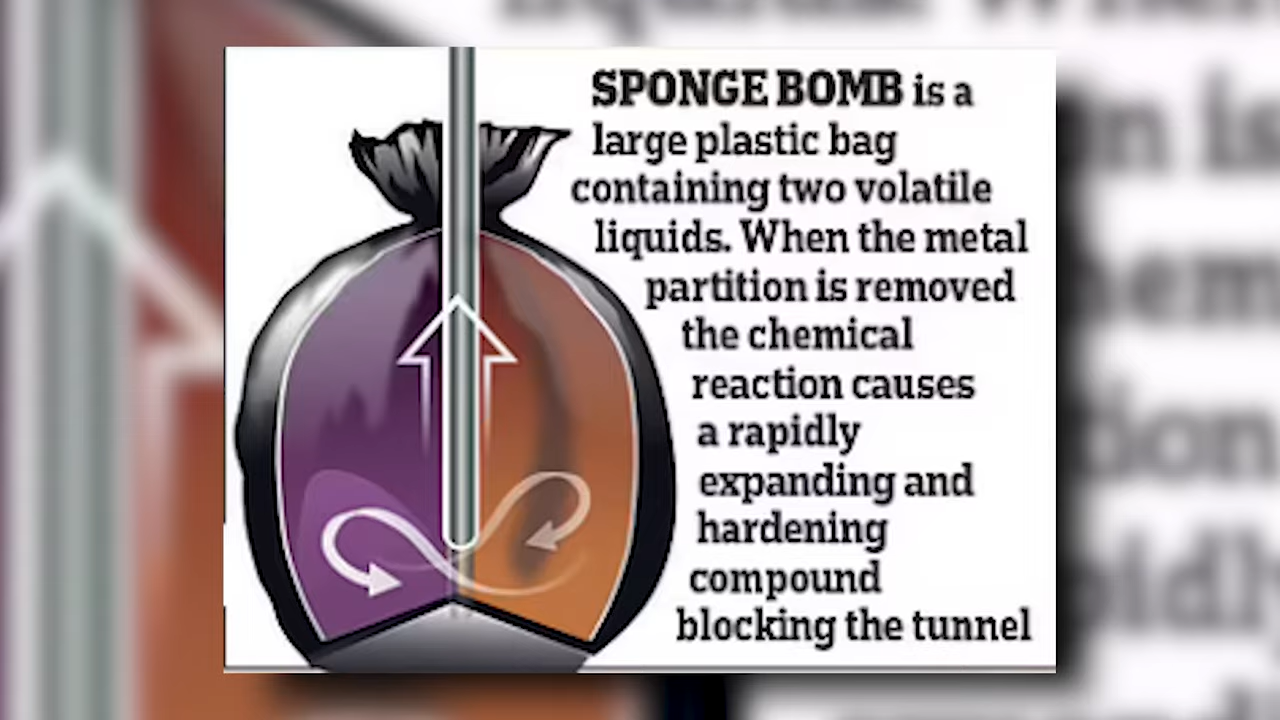 SPONGE BOMB is a
large plastic bag
containing two volatile
liquids. When the metal
partition is removed
the chemical
reaction causes
a rapidly
expanding and
hardening
compound
blocking the tunnel